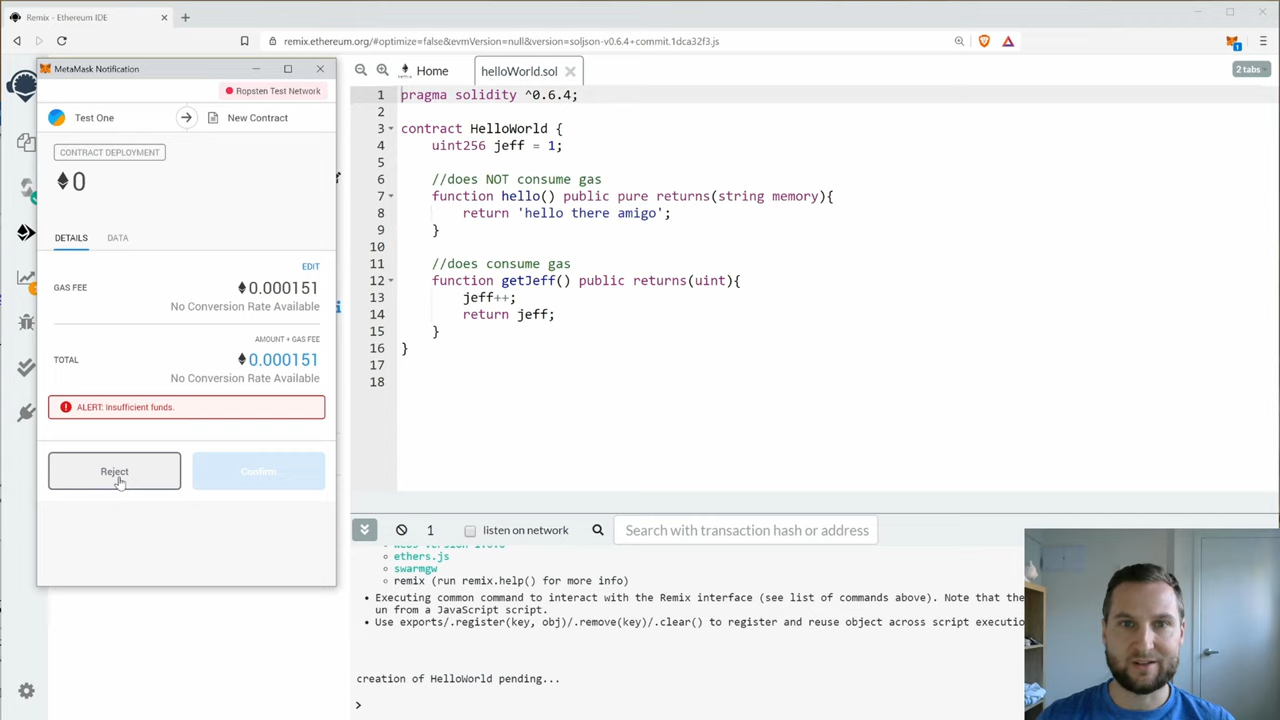 Remix - Ethereum IDE
remix.ethereum.org/#optimize=false&evmVersion=null&version=soljson-v0.6.4+commit.1dca32f3.js
1
2 tabs
MetaMask Notification
Ropsten Test Network
Test One
New Contract
CONTRACT DEPLOYMENT
0
DETAILS
DATA
EDIT
GAS FEE
0.000151
No Conversion Rate Available
AMOUNT + GAS FEE
TOTAL
0.000151
No Conversion Rate Available
ALERT: Insufficient funds.
Reject
Confirm
Home
helloWorld.sol
1 pragma solidity ^0.6.4;
2
3 contract HelloWorld {
4 uint256 jeff = 1;
5
6 //does NOT consume gas
7 function hello() public pure returns(string memory){
8 return 'hello there amigo';
9 }
10
11 //does consume gas
12 function getJeff() public returns(uint){
13 jeff++;
14 return jeff;
15 }
16 }
17
18
1
listen on network
Search with transaction hash or address
ethers.js
swarmgw
remix (run remix.help() for more info)
Executing common command to interact with the Remix interface (see list of commands above). Note that the
un from a JavaScript script.
Use exports/.register(key, obj)/.remove(key)/.clear() to register and reuse object across script executio
creation of HelloWorld pending...
>